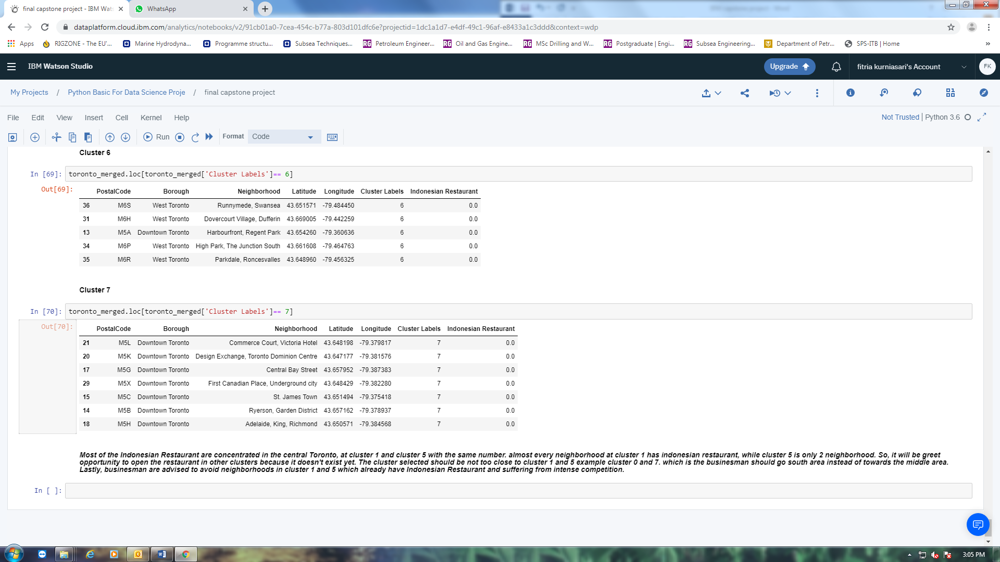 final capstone project - IBM Wats
WhatsApp
dataplatform.cloud.ibm.com/analytics/notebooks/v2/91cb01a0-7cea-454c-b77a-803d101dfc6e?projectid=1dc1a1d7-e4df-49c1-96af-e8433a1c3ddd&context=wdp
Apps RIGZONE - The EU'... Marine Hydrodyna... Programme structu... Subsea Techniques... RG Petroleum Engineer... RG Oil and Gas Engine... RG MSc Drilling and W... RG Postgraduate | Engi... RG Subsea Engineering... Department of Petr... SPS-ITB | Home »
IBM Watson Studio Upgrade fitria kurniasari's Account FK
My Projects / Python Basic For Data Science Proje / final capstone project
File Edit View Insert Cell Kernel Help Not Trusted | Python 3.6
Run Format Code
Cluster 6
In [69]: toronto_merged.loc[toronto_merged['Cluster Labels']== 6]
Out[69]: PostalCode Borough Neighborhood Latitude Longitude Cluster Labels Indonesian Restaurant
36 M6S West Toronto Runnymede, Swansea 43.651571 -79.484450 6 0.0
31 M6H West Toronto Dovercourt Village, Dufferin 43.669005 -79.442259 6 0.0
13 M5A Downtown Toronto Harbourfront, Regent Park 43.654260 -79.360636 6 0.0
34 M6P West Toronto High Park, The Junction South 43.661608 -79.464763 6 0.0
35 M6R West Toronto Parkdale, Roncesvalles 43.648960 -79.456325 6 0.0
Cluster 7
In [70]: toronto_merged.loc[toronto_merged['Cluster Labels']== 7]
Out[70]: PostalCode Borough Neighborhood Latitude Longitude Cluster Labels Indonesian Restaurant
21 M5L Downtown Toronto Commerce Court, Victoria Hotel 43.648198 -79.379817 7 0.0
20 M5K Downtown Toronto Design Exchange, Toronto Dominion Centre 43.647177 -79.381576 7 0.0
17 M5G Downtown Toronto Central Bay Street 43.657952 -79.387383 7 0.0
29 M5X Downtown Toronto First Canadian Place, Underground city 43.648429 -79.382280 7 0.0
15 M5C Downtown Toronto St. James Town 43.651494 -79.375418 7 0.0
14 M5B Downtown Toronto Ryerson, Garden District 43.657162 -79.378937 7 0.0
18 M5H Downtown Toronto Adelaide, King, Richmond 43.650571 -79.384568 7 0.0
Most of the Indonesian Restaurant are concentrated in the central Toronto, at cluster 1 and cluster 5 with the same number. almost every neighborhood at cluster 1 has indonesian restaurant, while cluster 5 is only 2 neighborhood. So, it will be greet
opportunity to open the restaurant in other clusters because it doesn't exist yet. The cluster selected should be not too close to cluster 1 and 5 example cluster 0 and 7. which is the businesman should go south area instead of towards the middle area.
Lastly, businesman are advised to avoid neighborhoods in cluster 1 and 5 which already have Indonesian Restaurant and suffering from intense competition.
In [ ]:
3:05 PM